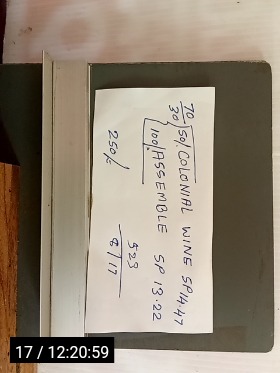 70/30 50% COLONIAL WINE SP14.47
100% ASSEMBLE SP 13.22
250/c
523
8/17
17 / 12:20:59